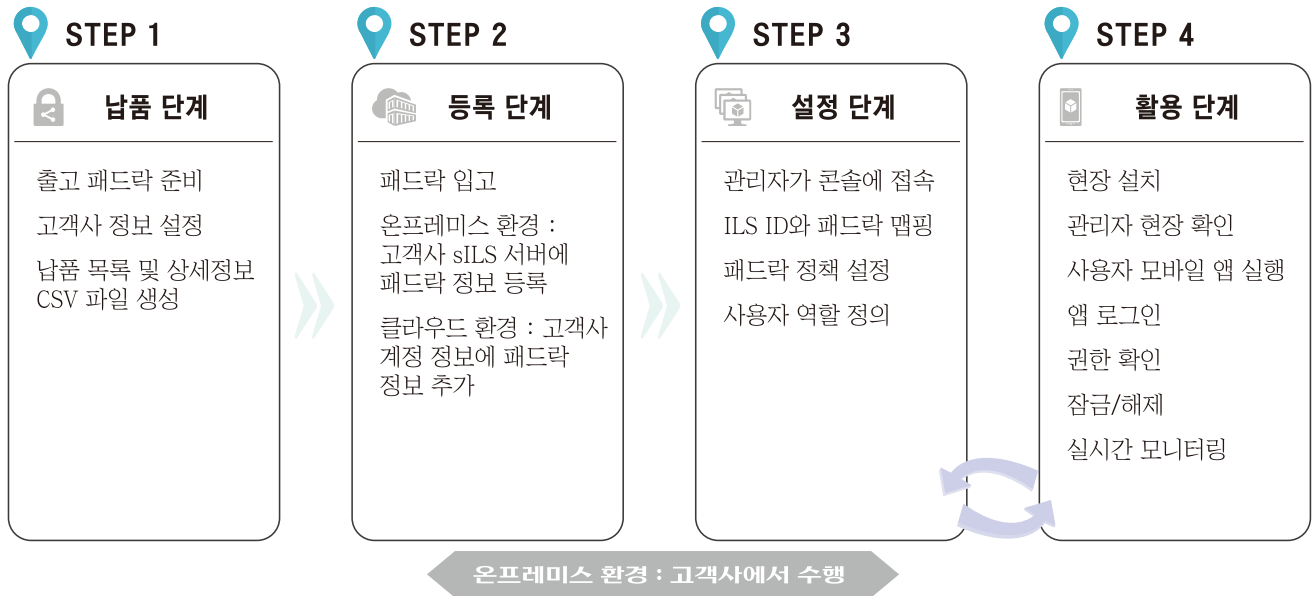 STEP 1
납품 단계
출고 패드락 준비
고객사 정보 설정
납품 목록 및 상세정보
CSV 파일 생성
STEP 2
등록 단계
패드락 입고
온프레미스 환경 :
고객사 sILS 서버에
패드락 정보 등록
클라우드 환경 : 고객사
계정 정보에 패드락
정보 추가
STEP 3
설정 단계
관리자가 콘솔에 접속
ILS ID와 패드락 맵핑
패드락 정책 설정
사용자 역할 정의
STEP 4
활용 단계
현장 설치
관리자 현장 확인
사용자 모바일 앱 실행
앱 로그인
권한 확인
잠금/해제
실시간 모니터링
온프레미스 환경 : 고객사에서 수행